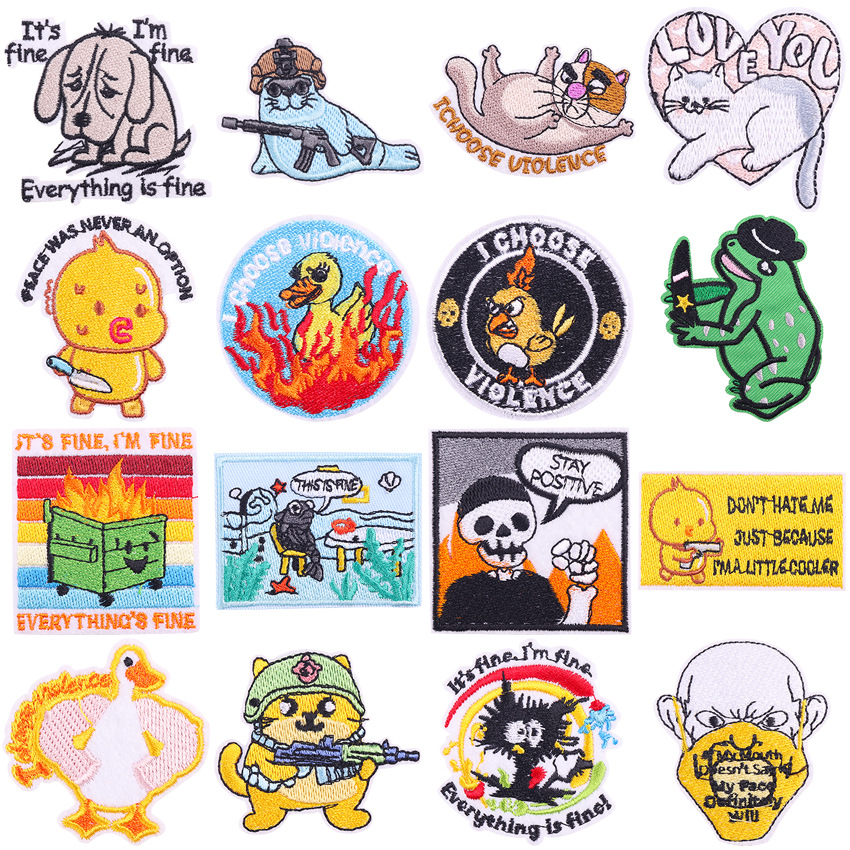 It's
fine
I'm
fine
Everything is fine
I CHOOSE VIOLENCE
LOVE YOU
PEACE WAS NEVER AN OPTION
I choose violence
I CHOOSE
VIOLENCE
IT'S FINE, I'M FINE
EVERYTHING'S FINE
THIS IS FINE
STAY
POSITIVE
DON'T HATE ME
JUST BECAUSE
I'M A LITTLE COOLER
I choose
It's fine. I'm fine.
Everything is fine!
My Mouth
Doesn't Say it
My Face
Definitely
Will